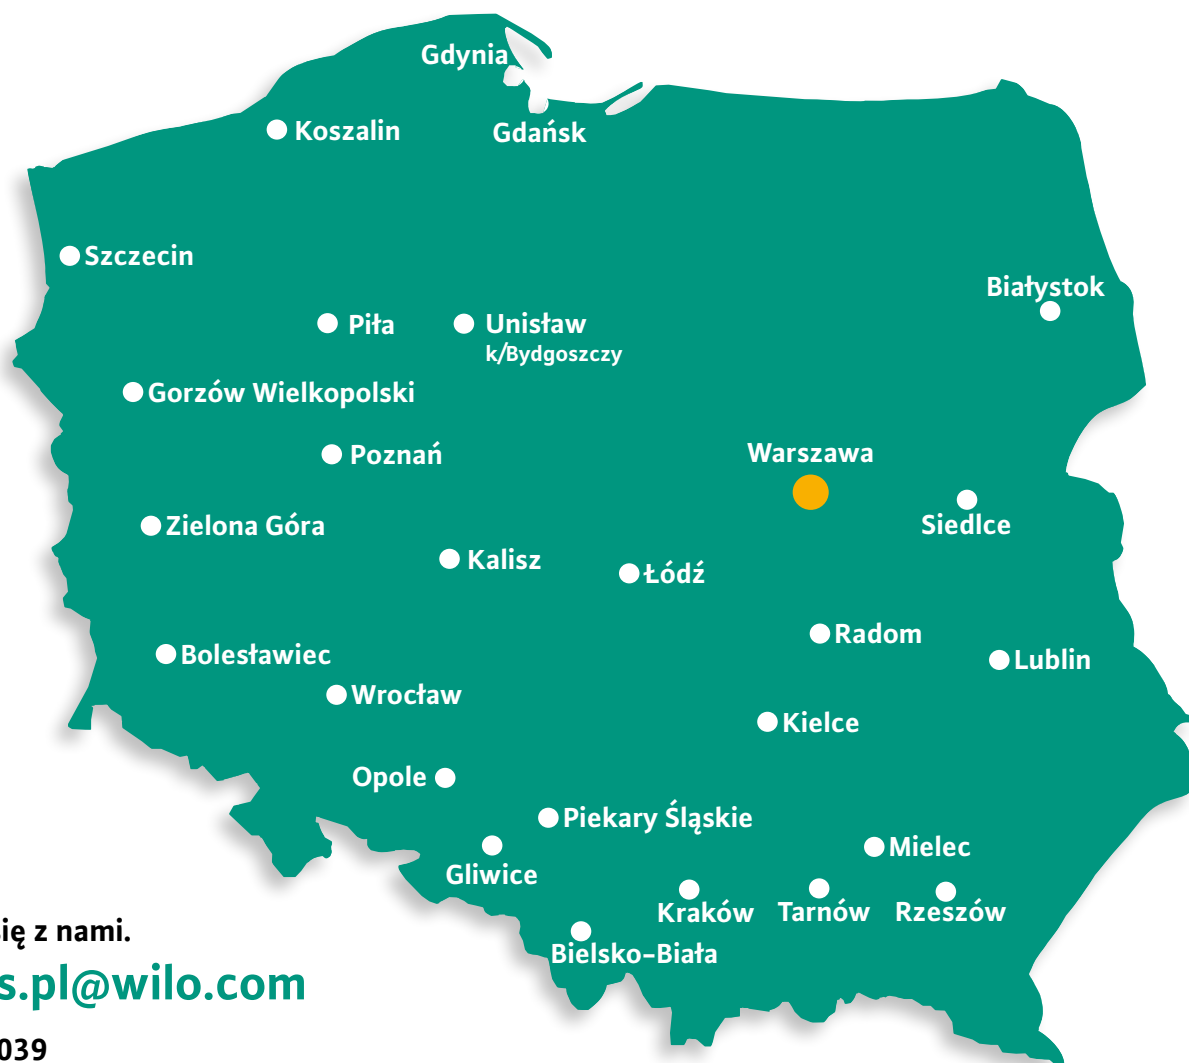 Gdynia
Koszalin
Gdańsk
Szczecin
Białystok
Piła
Unisław
k/Bydgoszczy
Gorzów Wielkopolski
Poznań
Warszawa
Siedlce
Zielona Góra
Kalisz
Łódź
Radom
Bolesławiec
Lublin
Wrocław
Kielce
Opole
Piekary Śląskie
Mielec
Gliwice
Kraków
Tarnów
Rzeszów
się z nami.
Bielsko-Biała
s.pl@wilo.com
039